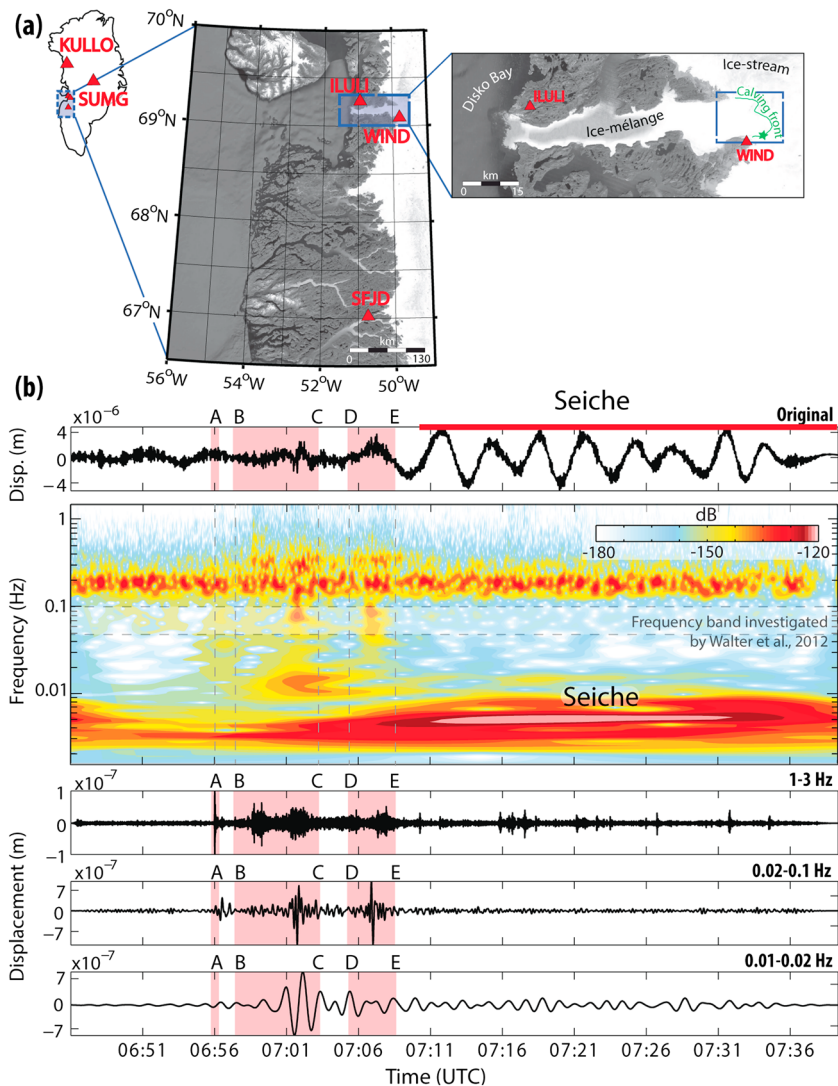 (a)
KULLO
SUMG
70°N
69°N
68°N
67°N
56°W
54°W
52°W
50°W
ILULI
WIND
SFJD
km
0 130
Disko Bay
ILULI
Ice-mélange
Ice-stream
Calving front
WIND
km
0 15
(b)
Seiche
x10⁻⁶
A B C D E
Original
Disp. (m)
4
0
−4
dB
-180 -150 -120
Frequency (Hz)
1
0.1
0.01
Frequency band investigated
by Walter et al., 2012
Seiche
x10⁻⁷
A B C D E
1-3 Hz
1
0
−1
Displacement (m)
x10⁻⁷
A B C D E
0.02-0.1 Hz
7
0
−7
x10⁻⁷
A B C D E
0.01-0.02 Hz
7
0
−7
06:51 06:56 07:01 07:06 07:11 07:16 07:21 07:26 07:31 07:36
Time (UTC)